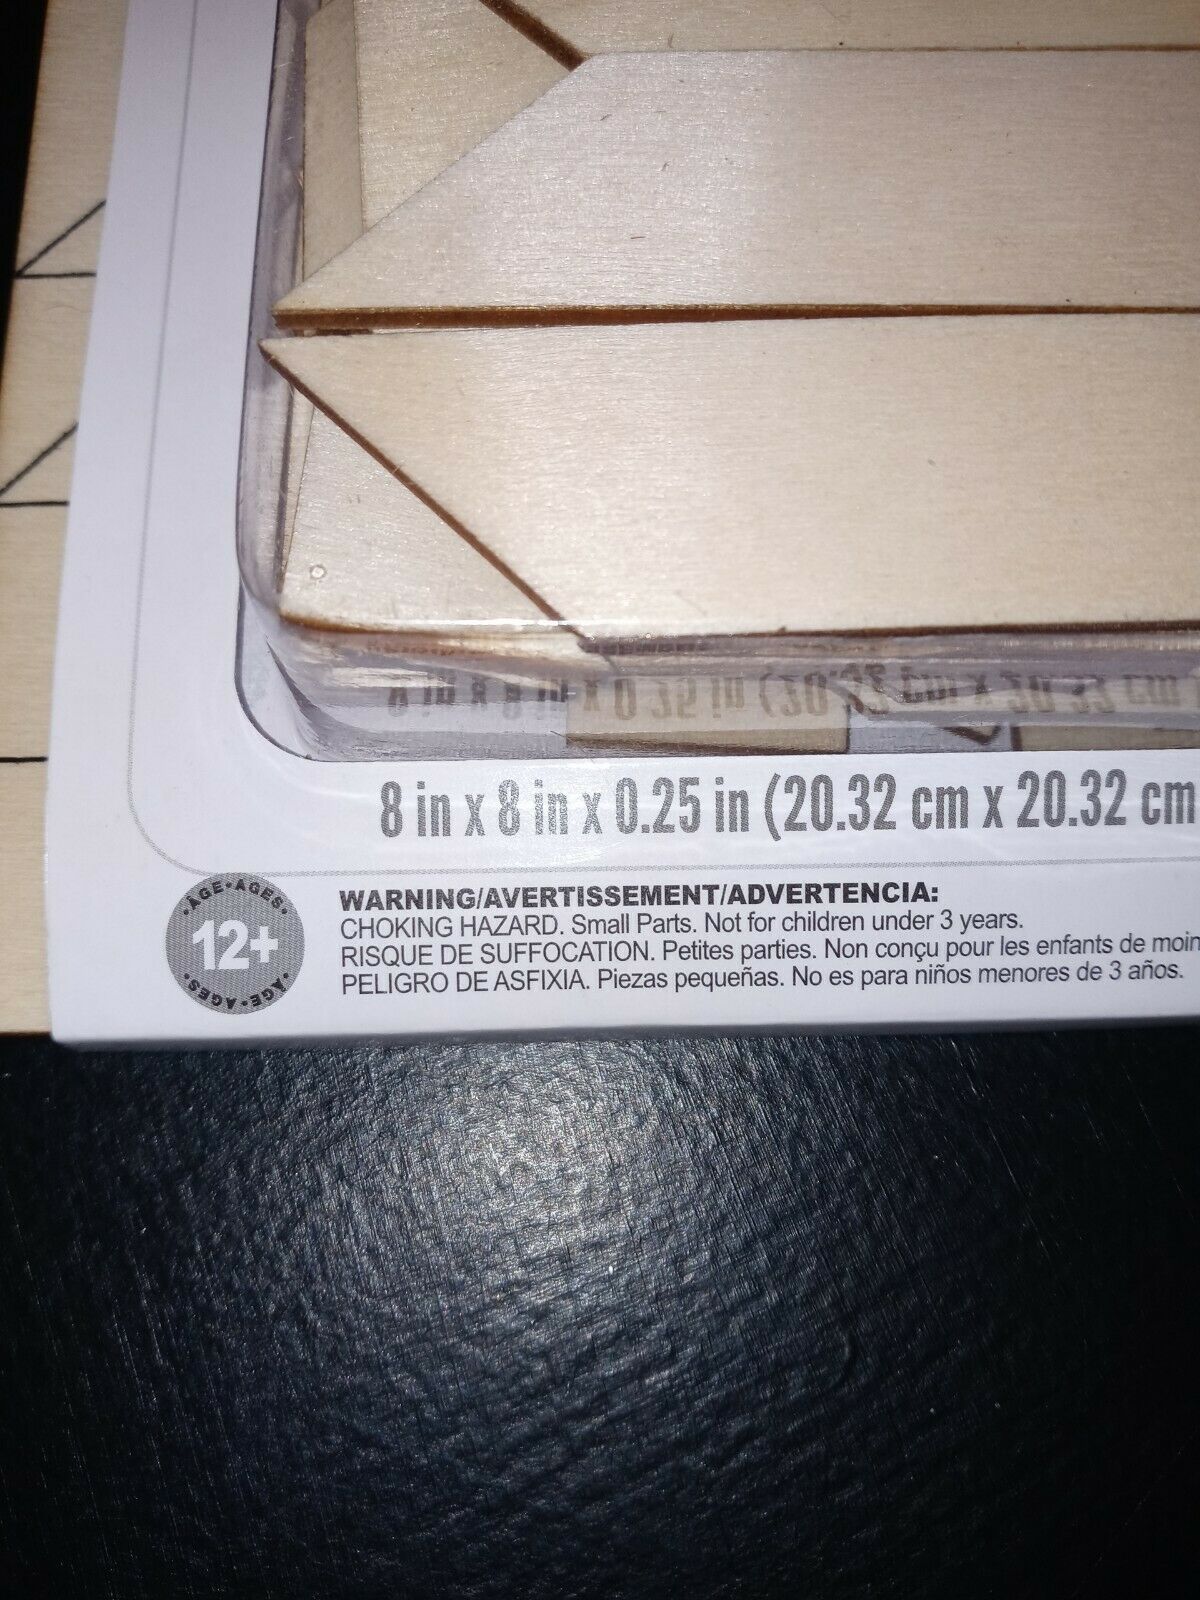 8 in x 8 in x 0.25 in (20.32 cm x 20.32 cm
·ÂGE·AGES·
12+
·AGES·ÂGE·
WARNING/AVERTISSEMENT/ADVERTENCIA:
CHOKING HAZARD. Small Parts. Not for children under 3 years.
RISQUE DE SUFFOCATION. Petites parties. Non conçu pour les enfants de moin
PELIGRO DE ASFIXIA. Piezas pequeñas. No es para niños menores de 3 años.